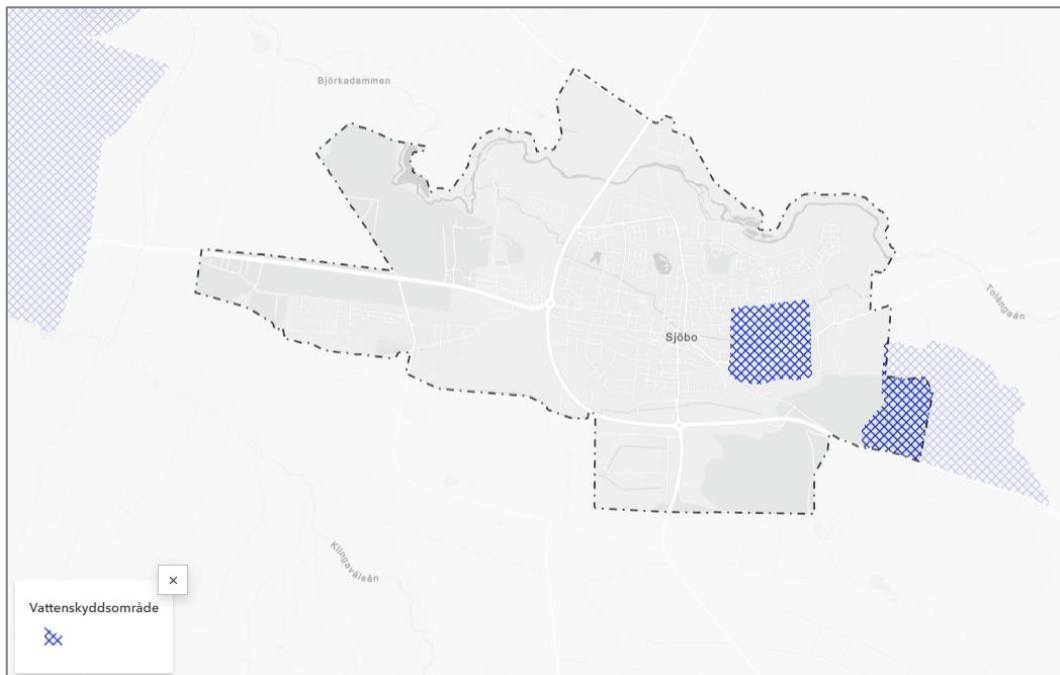 Björkadammen
Tolångaån
Sjöbo
Klingavälsån
×
Vattenskyddsområde